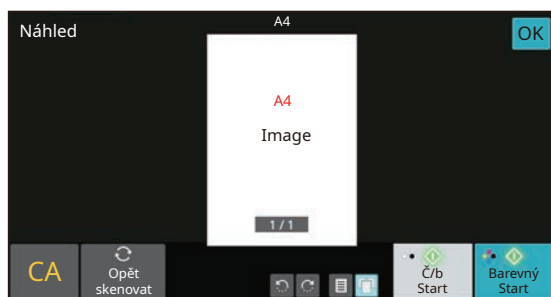 Náhled
A4
OK
A4
Image
1/1
CA
Opět
skenovat
Č/b
Start
Barevný
Start